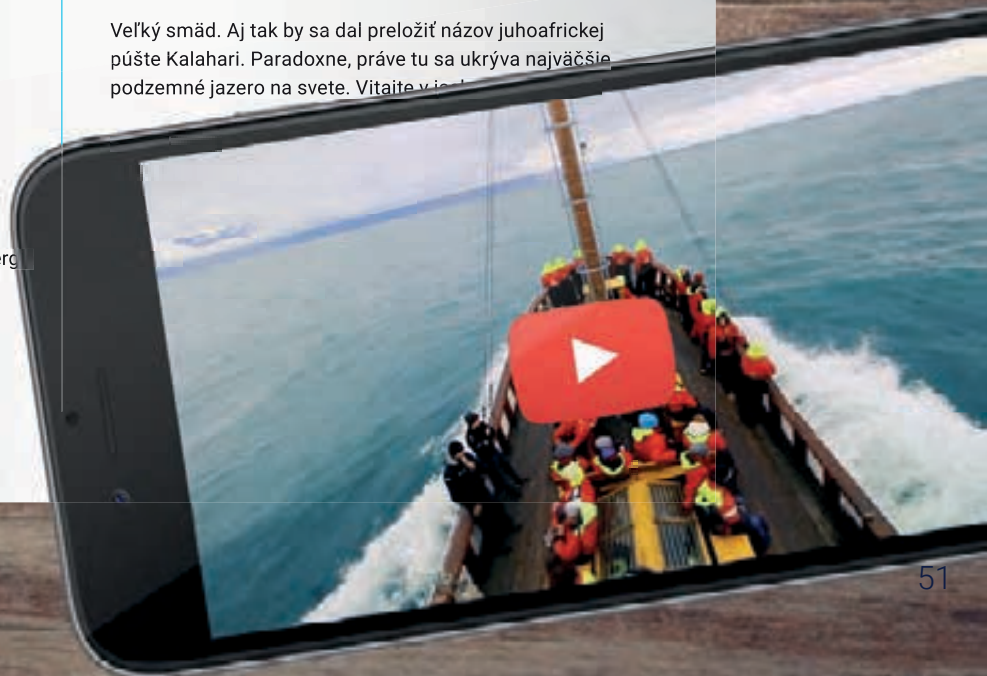 Veľký smäd. Aj tak by sa dal preložiť názov juhoafrickej
púšte Kalahari. Paradoxne, práve tu sa ukrýva najväčšie
podzemné jazero na svete. Vitajte v
erg
51